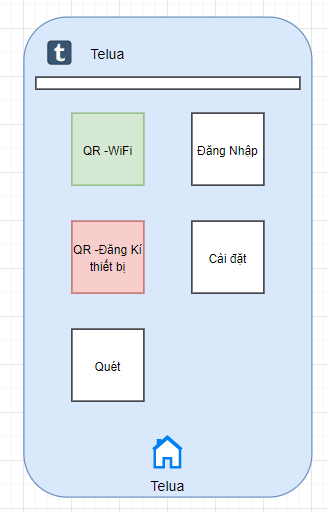 t Telua
QR -WiFi
Đăng Nhập
QR -Đăng Kí
thiết bị
Cài đặt
Quét
Telua